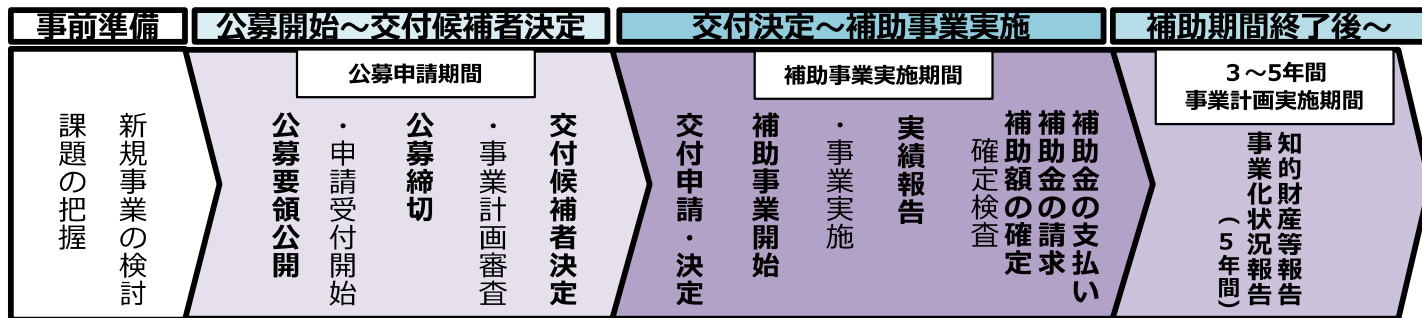 事前準備
公募開始～交付候補者決定
交付決定～補助事業実施
補助期間終了後～
課題の把握
新規事業の検討
公募申請期間
公募要領公開
・申請受付開始
公募締切
・事業計画審査
交付候補者決定
補助事業実施期間
交付申請・決定
補助事業開始
・事業実施
実績報告
確定検査
補助額の確定
補助金の請求
補助金の支払い
３～5年間
事業計画実施期間
（5年間）
事業化状況報告
知的財産等報告